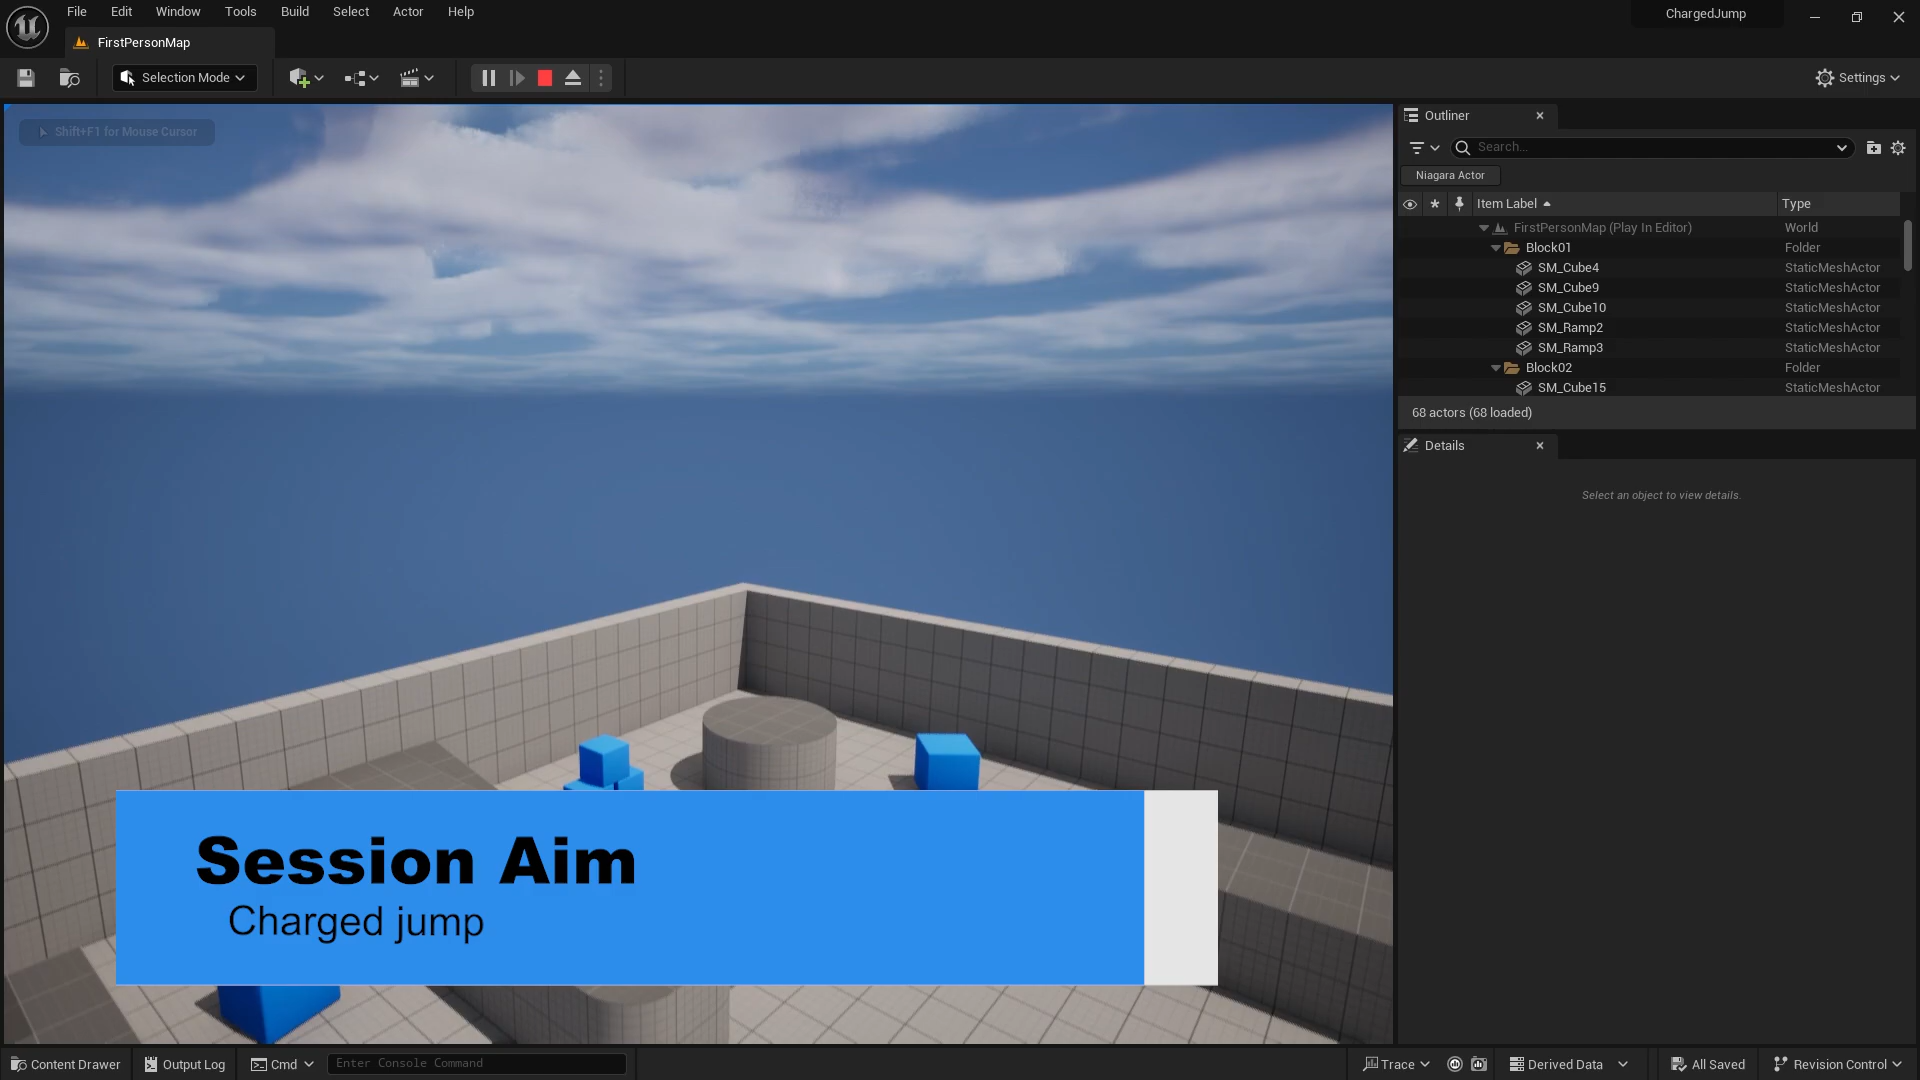 File Edit Window Tools Build Select Actor Help
ChargedJump
FirstPersonMap
Selection Mode
Settings
Shift+F1 for Mouse Cursor
Outliner
Search...
Niagara Actor
Item Label Type
FirstPersonMap (Play In Editor) World
Block01 Folder
SM_Cube4 StaticMeshActor
SM_Cube9 StaticMeshActor
SM_Cube10 StaticMeshActor
SM_Ramp2 StaticMeshActor
SM_Ramp3 StaticMeshActor
Block02 Folder
SM_Cube15 StaticMeshActor
68 actors (68 loaded)
Details
Select an object to view details.
Session Aim
Charged jump
Content Drawer Output Log Cmd Enter Console Command Trace Derived Data All Saved Revision Control